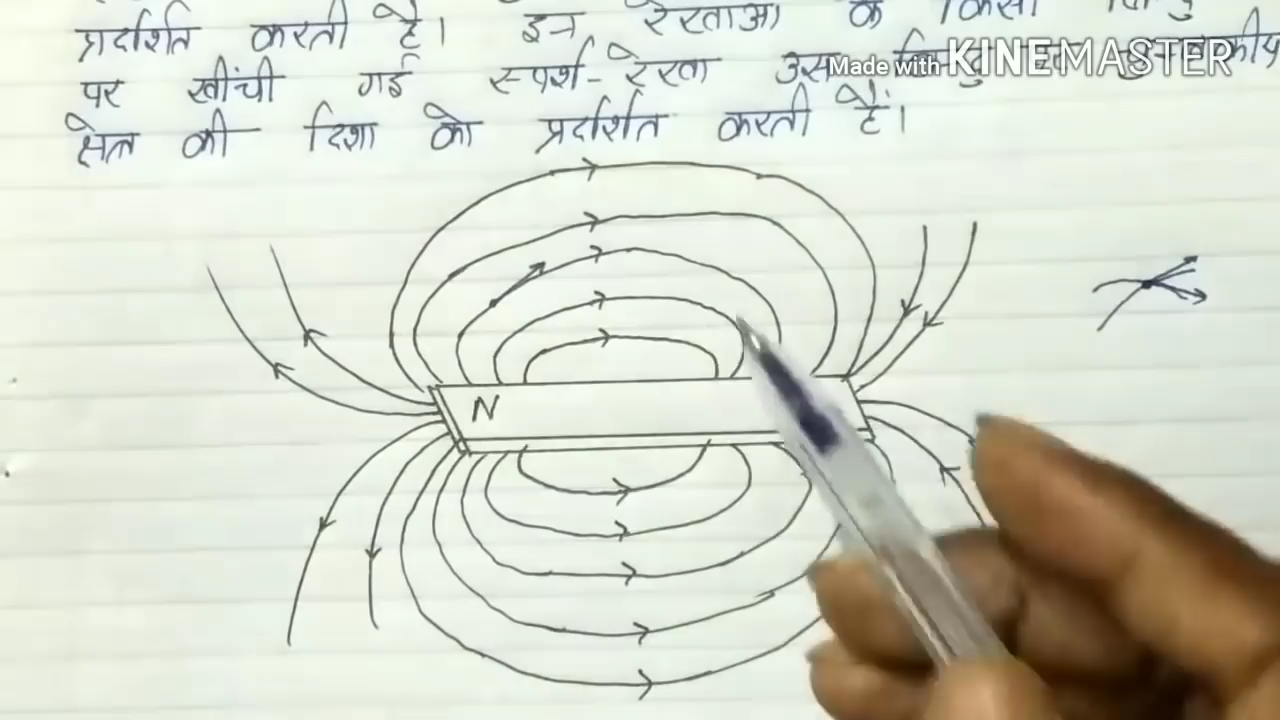 प्रदर्शित करती है। इन रेखाओं के किसी
पर खींची गई स्पर्श-रेखा उस
क्षेत्र की दिशा को प्रदर्शित करती हैं।
Made with KINEMASTER
N